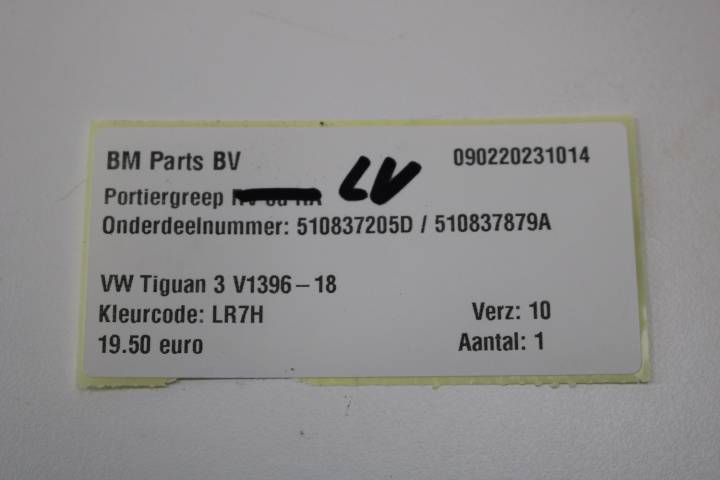 BM Parts BV 090220231014
Portiergreep LV
Onderdeelnummer: 510837205D / 510837879A
VW Tiguan 3 V1396-18
Kleurcode: LR7H Verz: 10
19.50 euro Aantal: 1